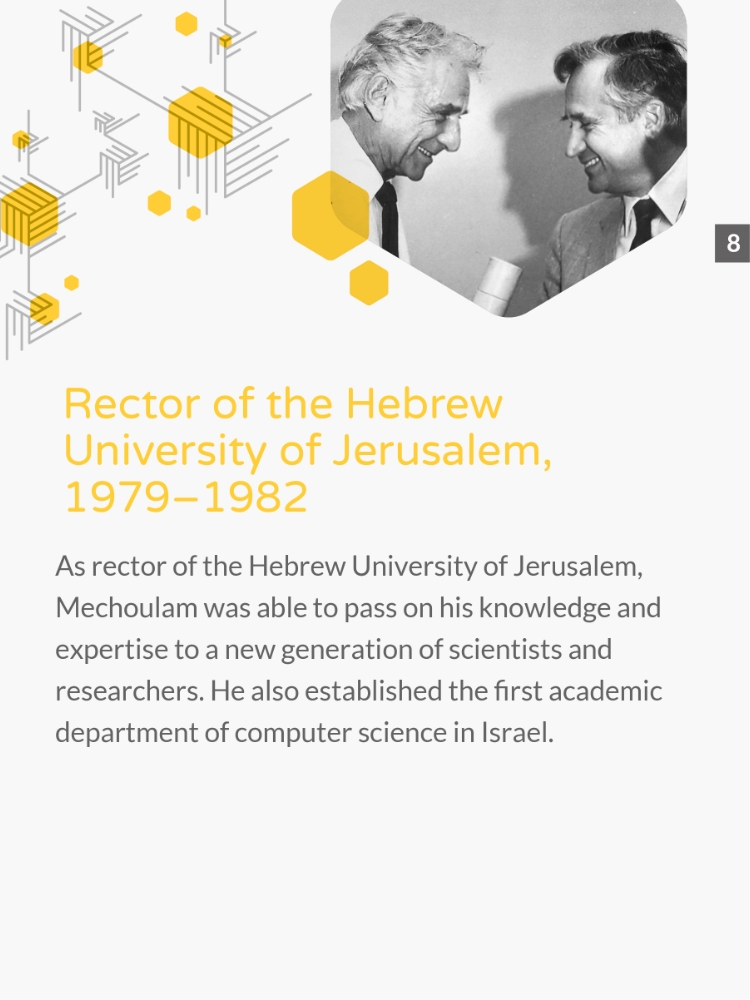 8
Rector of the Hebrew
University of Jerusalem,
1979–1982
As rector of the Hebrew University of Jerusalem,
Mechoulam was able to pass on his knowledge and
expertise to a new generation of scientists and
researchers. He also established the first academic
department of computer science in Israel.